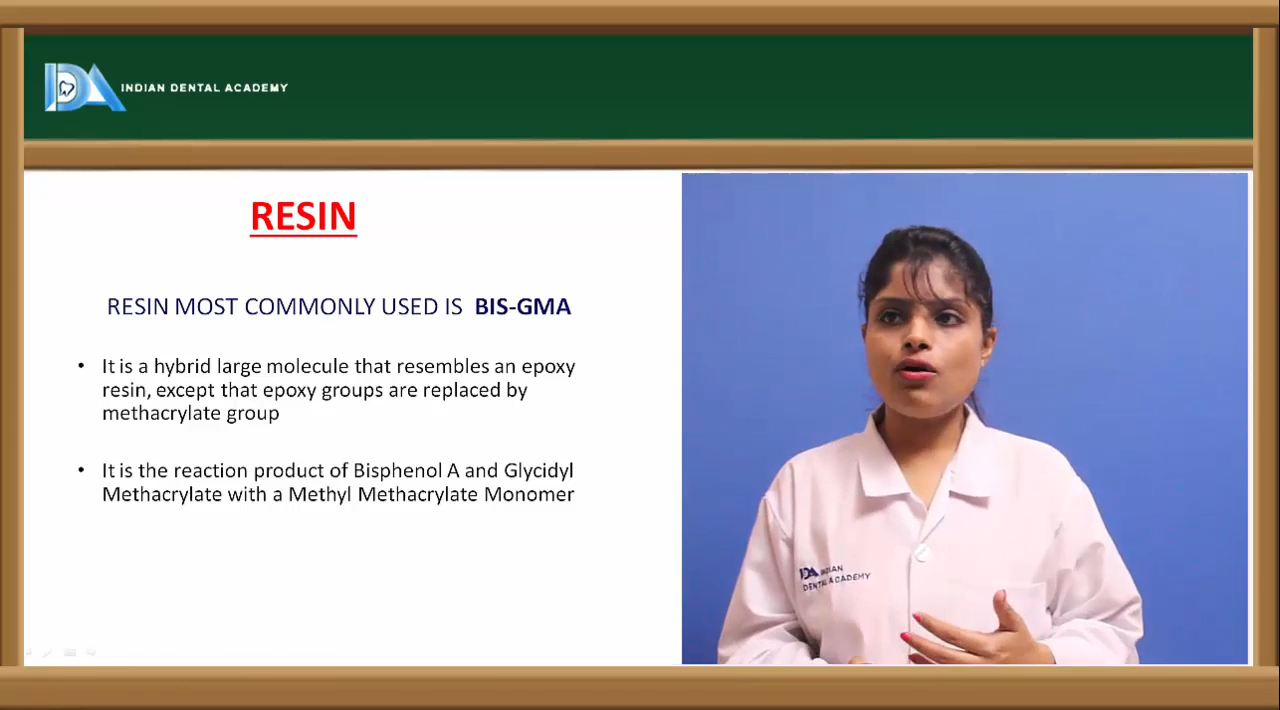 INDIAN DENTAL ACADEMY
RESIN
RESIN MOST COMMONLY USED IS BIS-GMA
• It is a hybrid large molecule that resembles an epoxy
resin, except that epoxy groups are replaced by
methacrylate group
• It is the reaction product of Bisphenol A and Glycidyl
Methacrylate with a Methyl Methacrylate Monomer
IDA INDIAN
DENTAL ACADEMY